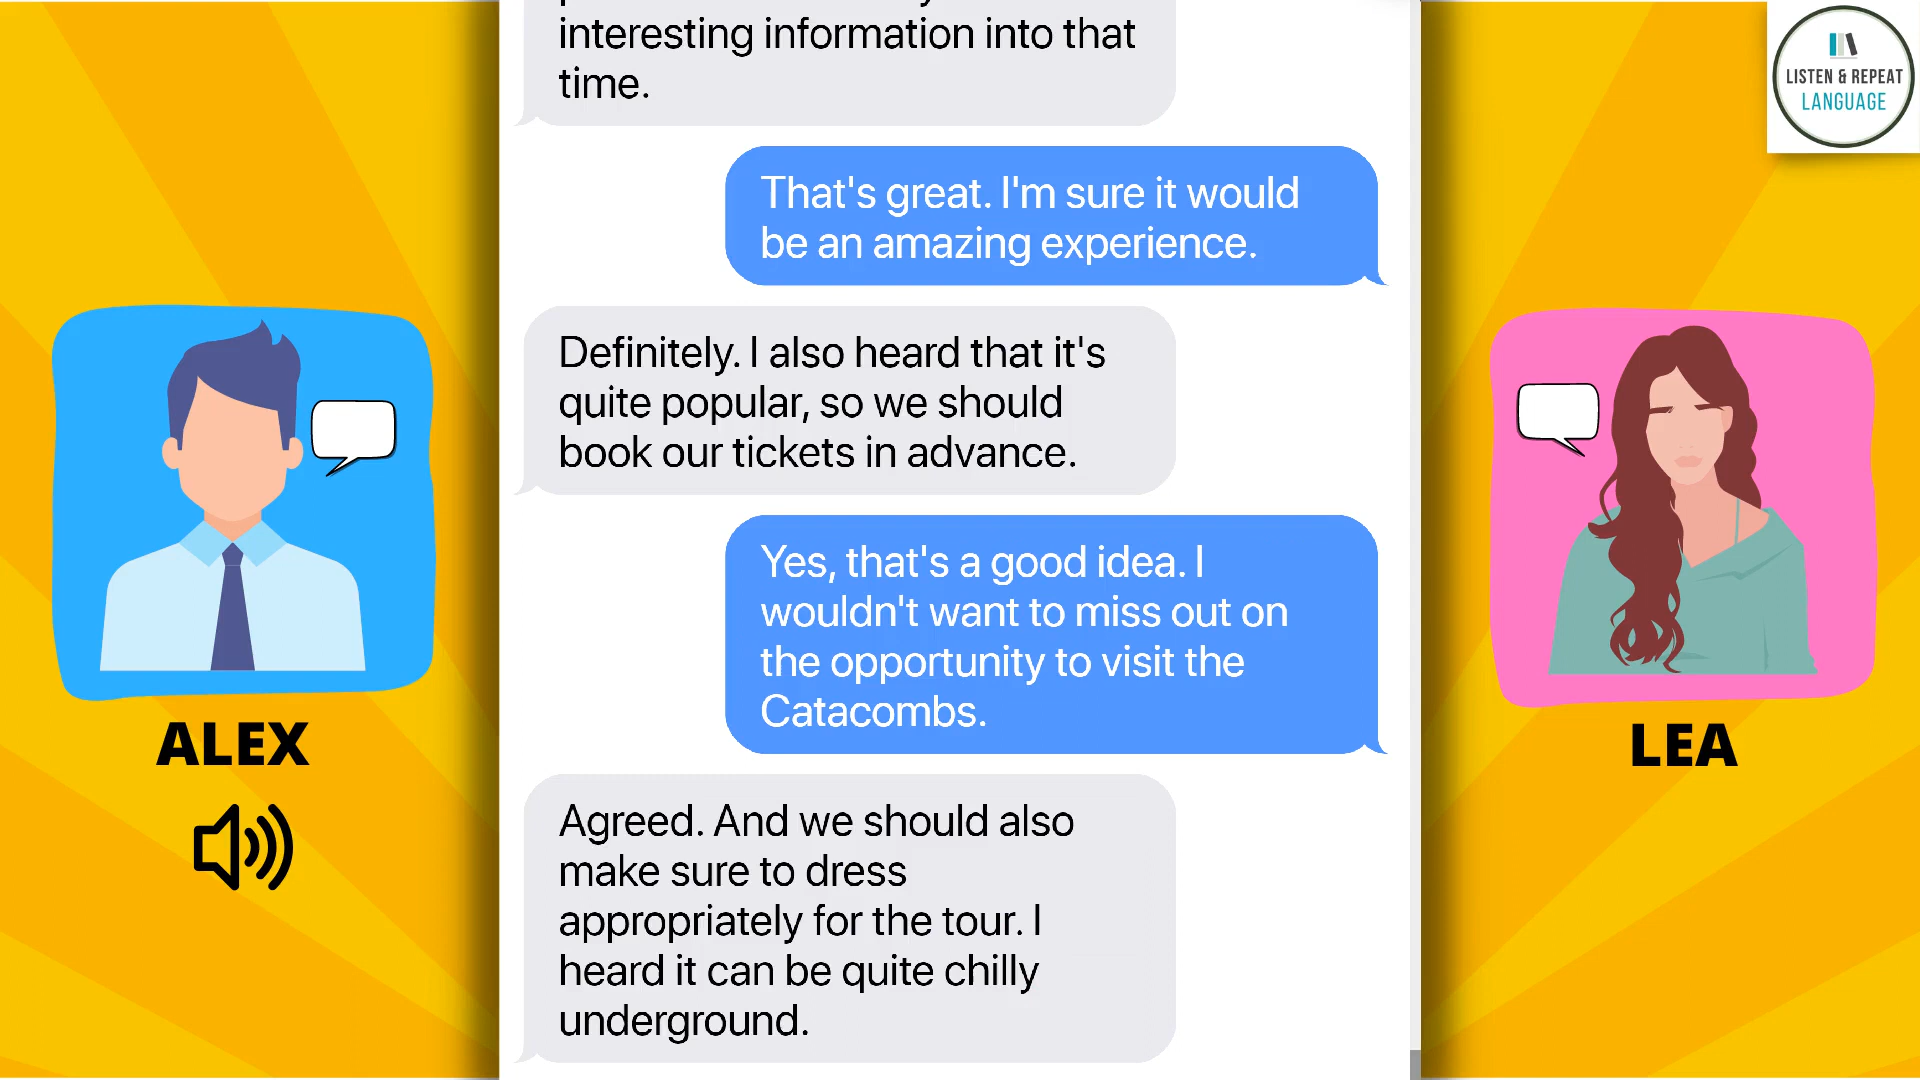 interesting information into that
time.
That's great. I'm sure it would
be an amazing experience.
Definitely. I also heard that it's
quite popular, so we should
book our tickets in advance.
Yes, that's a good idea. I
wouldn't want to miss out on
the opportunity to visit the
Catacombs.
Agreed. And we should also
make sure to dress
appropriately for the tour. I
heard it can be quite chilly
underground.
ALEX
LEA
LISTEN & REPEAT
LANGUAGE